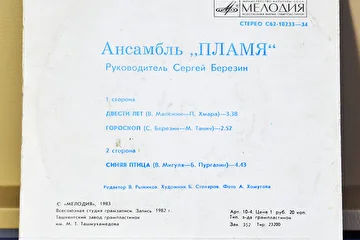 МЕЛОДИЯ
СТЕРЕО С62-18233-34
Ансамбль „ПЛАМЯ“
Руководитель Сергей Березин
1 сторона
ДВЕСТИ ЛЕТ (В. Малежик—П. Хмара)—3.38
ГОРОСКОП (С. Березин—М. Танич)—2.52
2 сторона
СИНЯЯ ПТИЦА (В. Мигуля—Б. Пургалин)—4.43
Редактор В. Рыжиков. Художник Б. Столяров. Фото А. Хомутова
© «МЕЛОДИЯ», 1983
Всесоюзная студия грамзаписи. Запись 1982 г.
Ташкентский завод грампластинок
им. М. Т. Ташмухамедова
Арт. 10-4. Цена 1 руб. 20 коп.
Тип. з-да грампластинок
Зак. 352 Тир. 23200